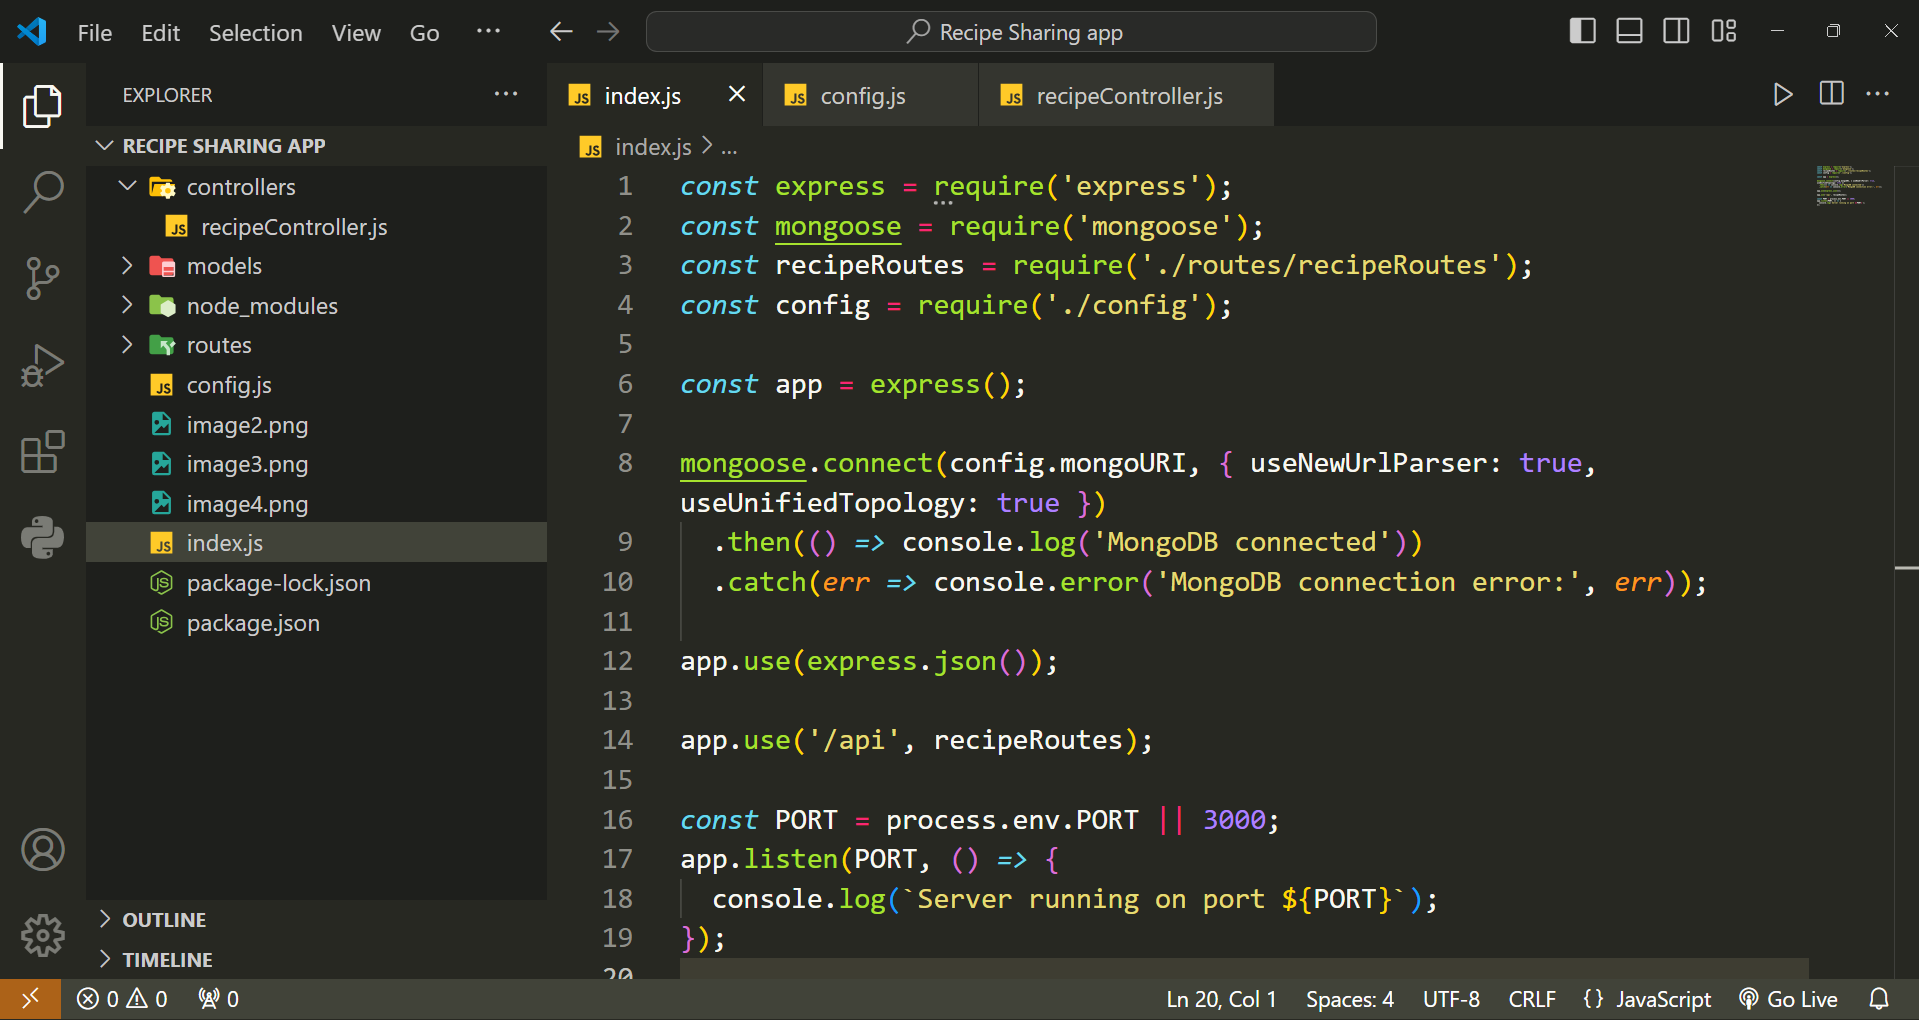 File Edit Selection View Go ··· Recipe Sharing app
EXPLORER ···
RECIPE SHARING APP
controllers
recipeController.js
models
node_modules
routes
config.js
image2.png
image3.png
image4.png
index.js
package-lock.json
package.json
OUTLINE
TIMELINE
JS index.js JS config.js JS recipeController.js
JS index.js > ...
1 const express = require('express');
2 const mongoose = require('mongoose');
3 const recipeRoutes = require('./routes/recipeRoutes');
4 const config = require('./config');
5
6 const app = express();
7
8 mongoose.connect(config.mongoURI, { useNewUrlParser: true,
useUnifiedTopology: true })
9 .then(() => console.log('MongoDB connected'))
10 .catch(err => console.error('MongoDB connection error:', err));
11
12 app.use(express.json());
13
14 app.use('/api', recipeRoutes);
15
16 const PORT = process.env.PORT || 3000;
17 app.listen(PORT, () => {
18 console.log(`Server running on port ${PORT}`);
19 });
20
0 0 0 Ln 20, Col 1 Spaces: 4 UTF-8 CRLF {} JavaScript Go Live